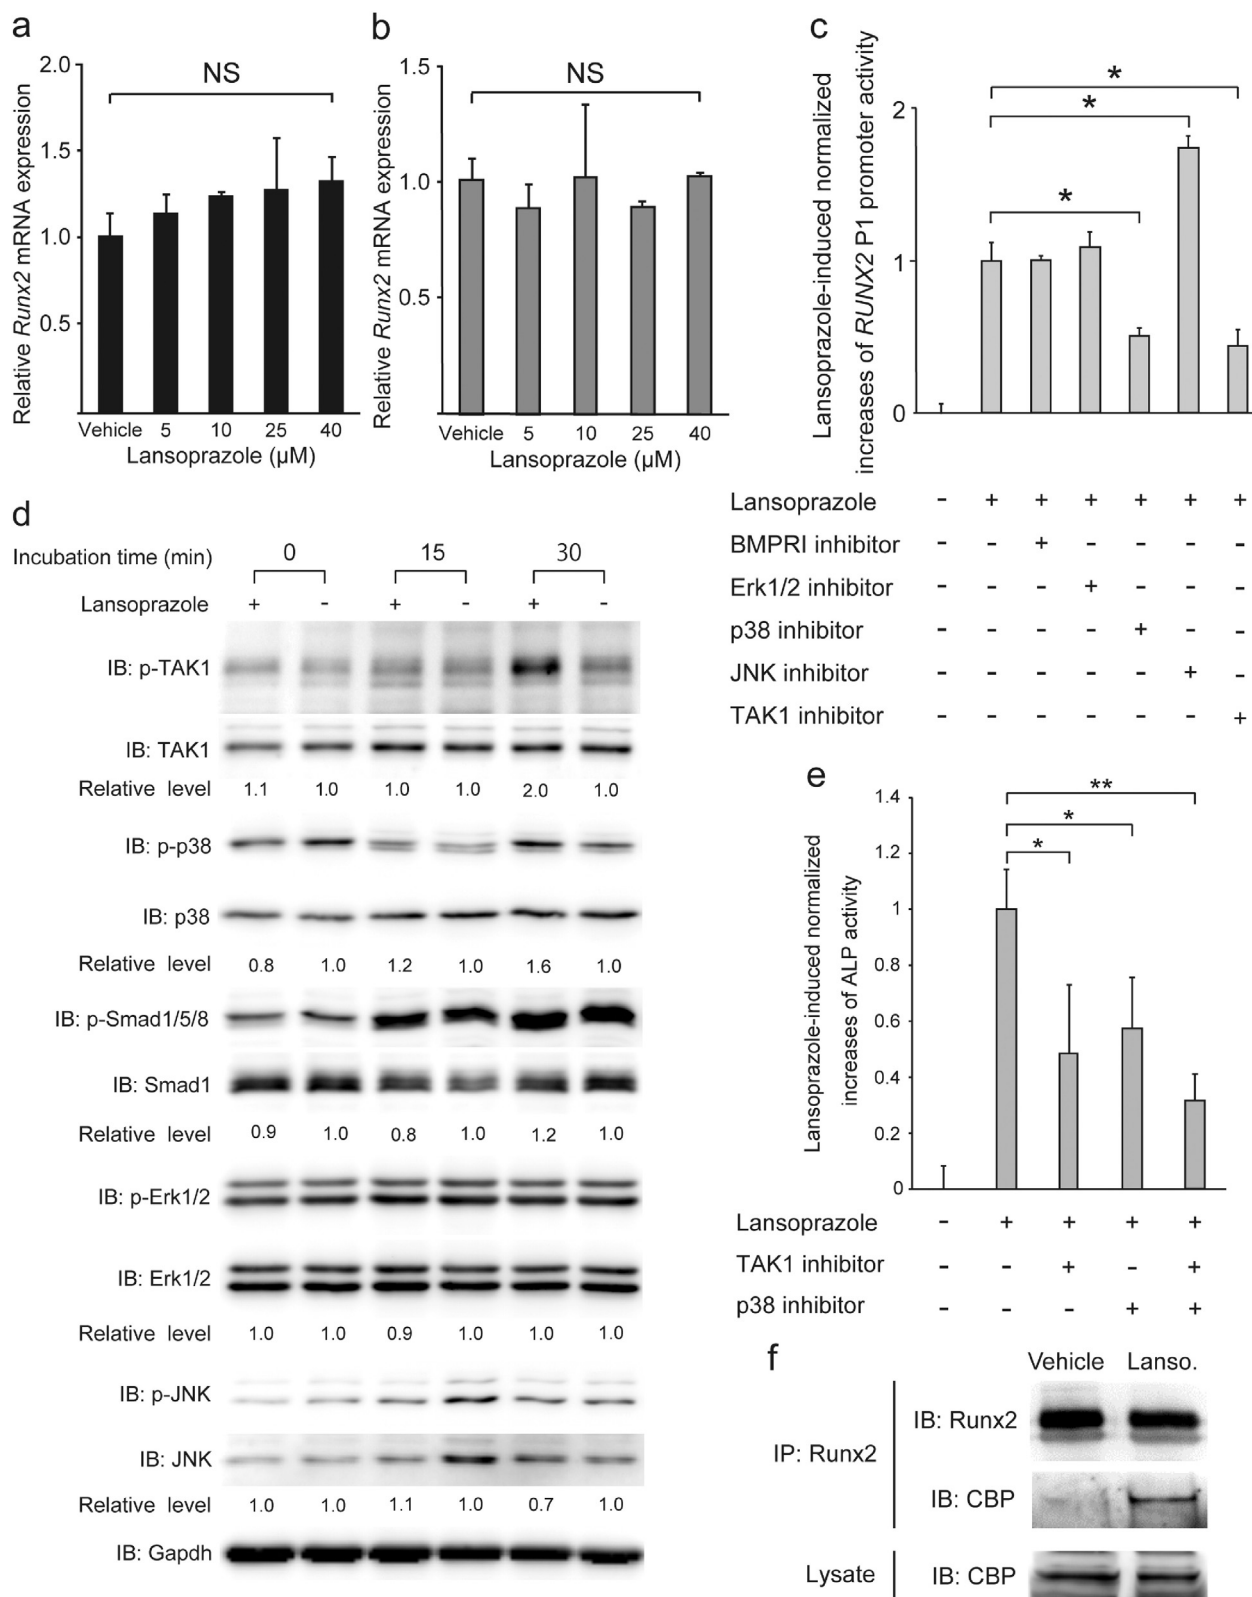 a
Relative Runx2 mRNA expression
2.0
1.5
1.0
0.5
NS
Vehicle 5 10 25 40
Lansoprazole (µM)
b
Relative Runx2 mRNA expression
1.5
1.0
0.5
NS
Vehicle 5 10 25 40
Lansoprazole (µM)
c
Lansoprazole-induced normalized
increases of RUNX2 P1 promoter activity
2
1
0
*
*
*
Lansoprazole - + + + + + +
BMPRI inhibitor - - + - - - -
Erk1/2 inhibitor - - - + - - -
p38 inhibitor - - - - + - -
JNK inhibitor - - - - - + -
TAK1 inhibitor - - - - - - +
d
Incubation time (min) 0 15 30
Lansoprazole + - + - + -
IB: p-TAK1
IB: TAK1
Relative level 1.1 1.0 1.0 1.0 2.0 1.0
IB: p-p38
IB: p38
Relative level 0.8 1.0 1.2 1.0 1.6 1.0
IB: p-Smad1/5/8
IB: Smad1
Relative level 0.9 1.0 0.8 1.0 1.2 1.0
IB: p-Erk1/2
IB: Erk1/2
Relative level 1.0 1.0 0.9 1.0 1.0 1.0
IB: p-JNK
IB: JNK
Relative level 1.0 1.0 1.1 1.0 0.7 1.0
IB: Gapdh
e
Lansoprazole-induced normalized
increases of ALP activity
1.4
1.2
1
0.8
0.6
0.4
0.2
0
**
*
*
Lansoprazole - + + + +
TAK1 inhibitor - - + - +
p38 inhibitor - - - + +
f
Vehicle Lanso.
IP: Runx2
IB: Runx2
IB: CBP
Lysate IB: CBP